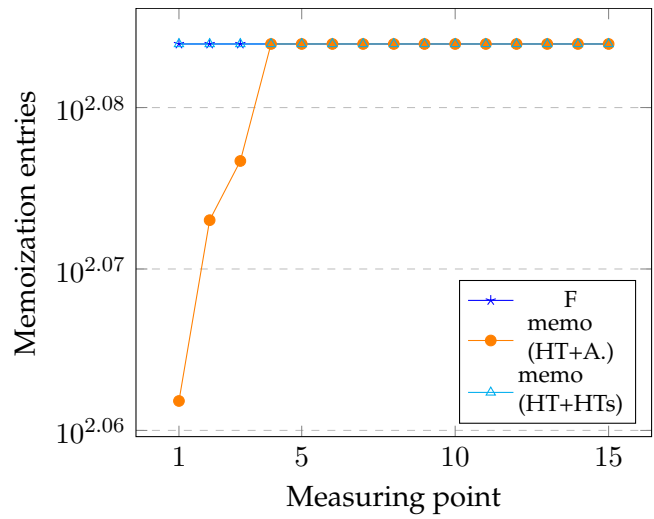 Memoization entries
10^2.08
10^2.07
10^2.06
F
memo
(HT+A.)
memo
(HT+HTs)
1 5 10 15
Measuring point